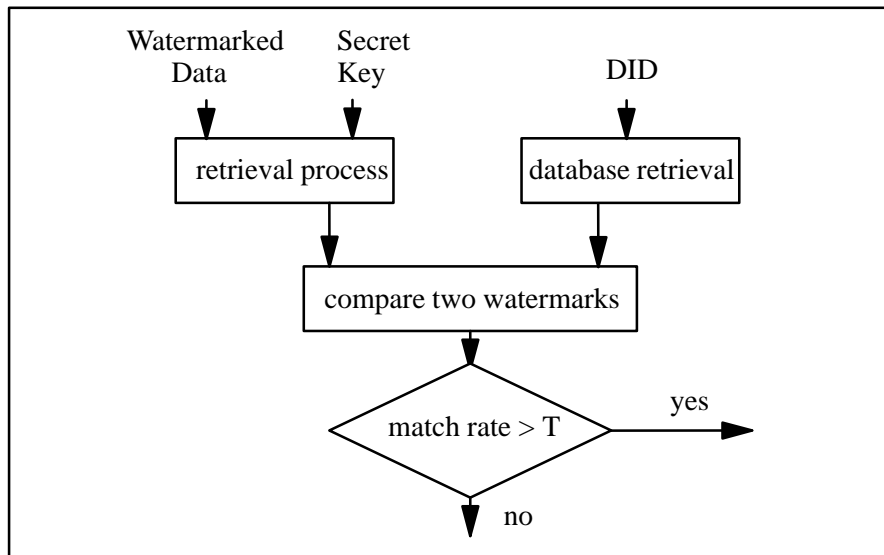 Watermarked
Data
Secret
Key
DID
retrieval process
database retrieval
compare two watermarks
match rate > T
yes
no